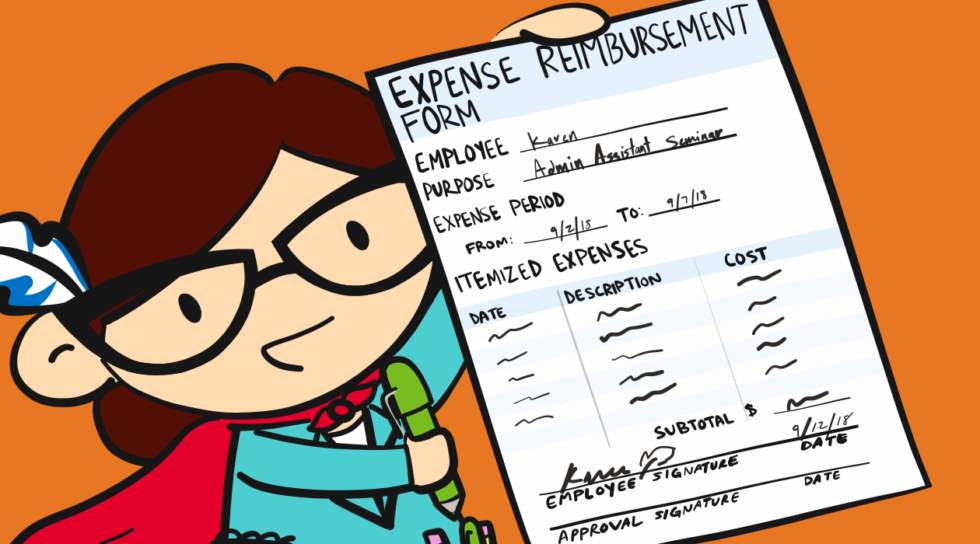 EXPENSE REIMBURSEMENT
FORM
EMPLOYEE Karen
PURPOSE Admin Assistant Seminar
EXPENSE PERIOD
FROM: 9/2/18 TO: 9/7/18
ITEMIZED EXPENSES
DATE DESCRIPTION COST
SUBTOTAL $
Karen 9/12/18
EMPLOYEE SIGNATURE DATE
APPROVAL SIGNATURE DATE